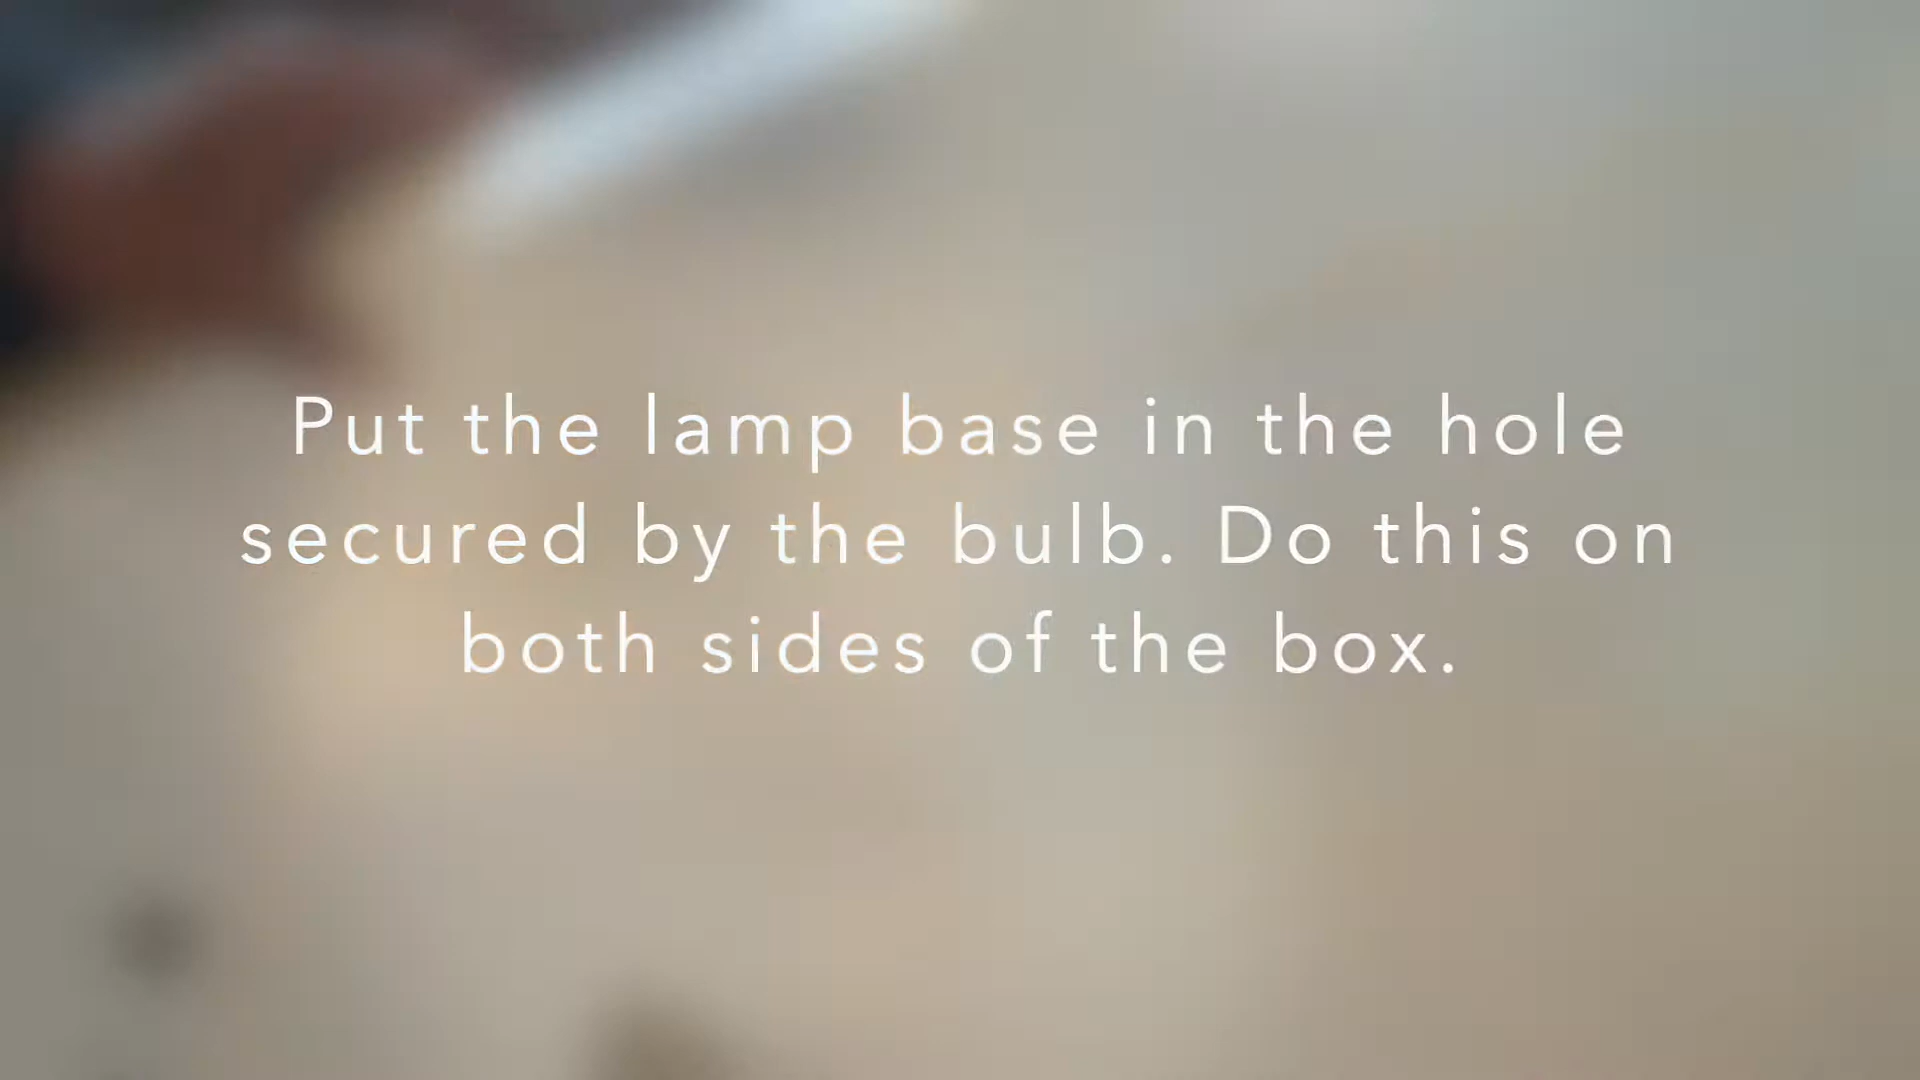 Put the lamp base in the hole
secured by the bulb. Do this on
both sides of the box.